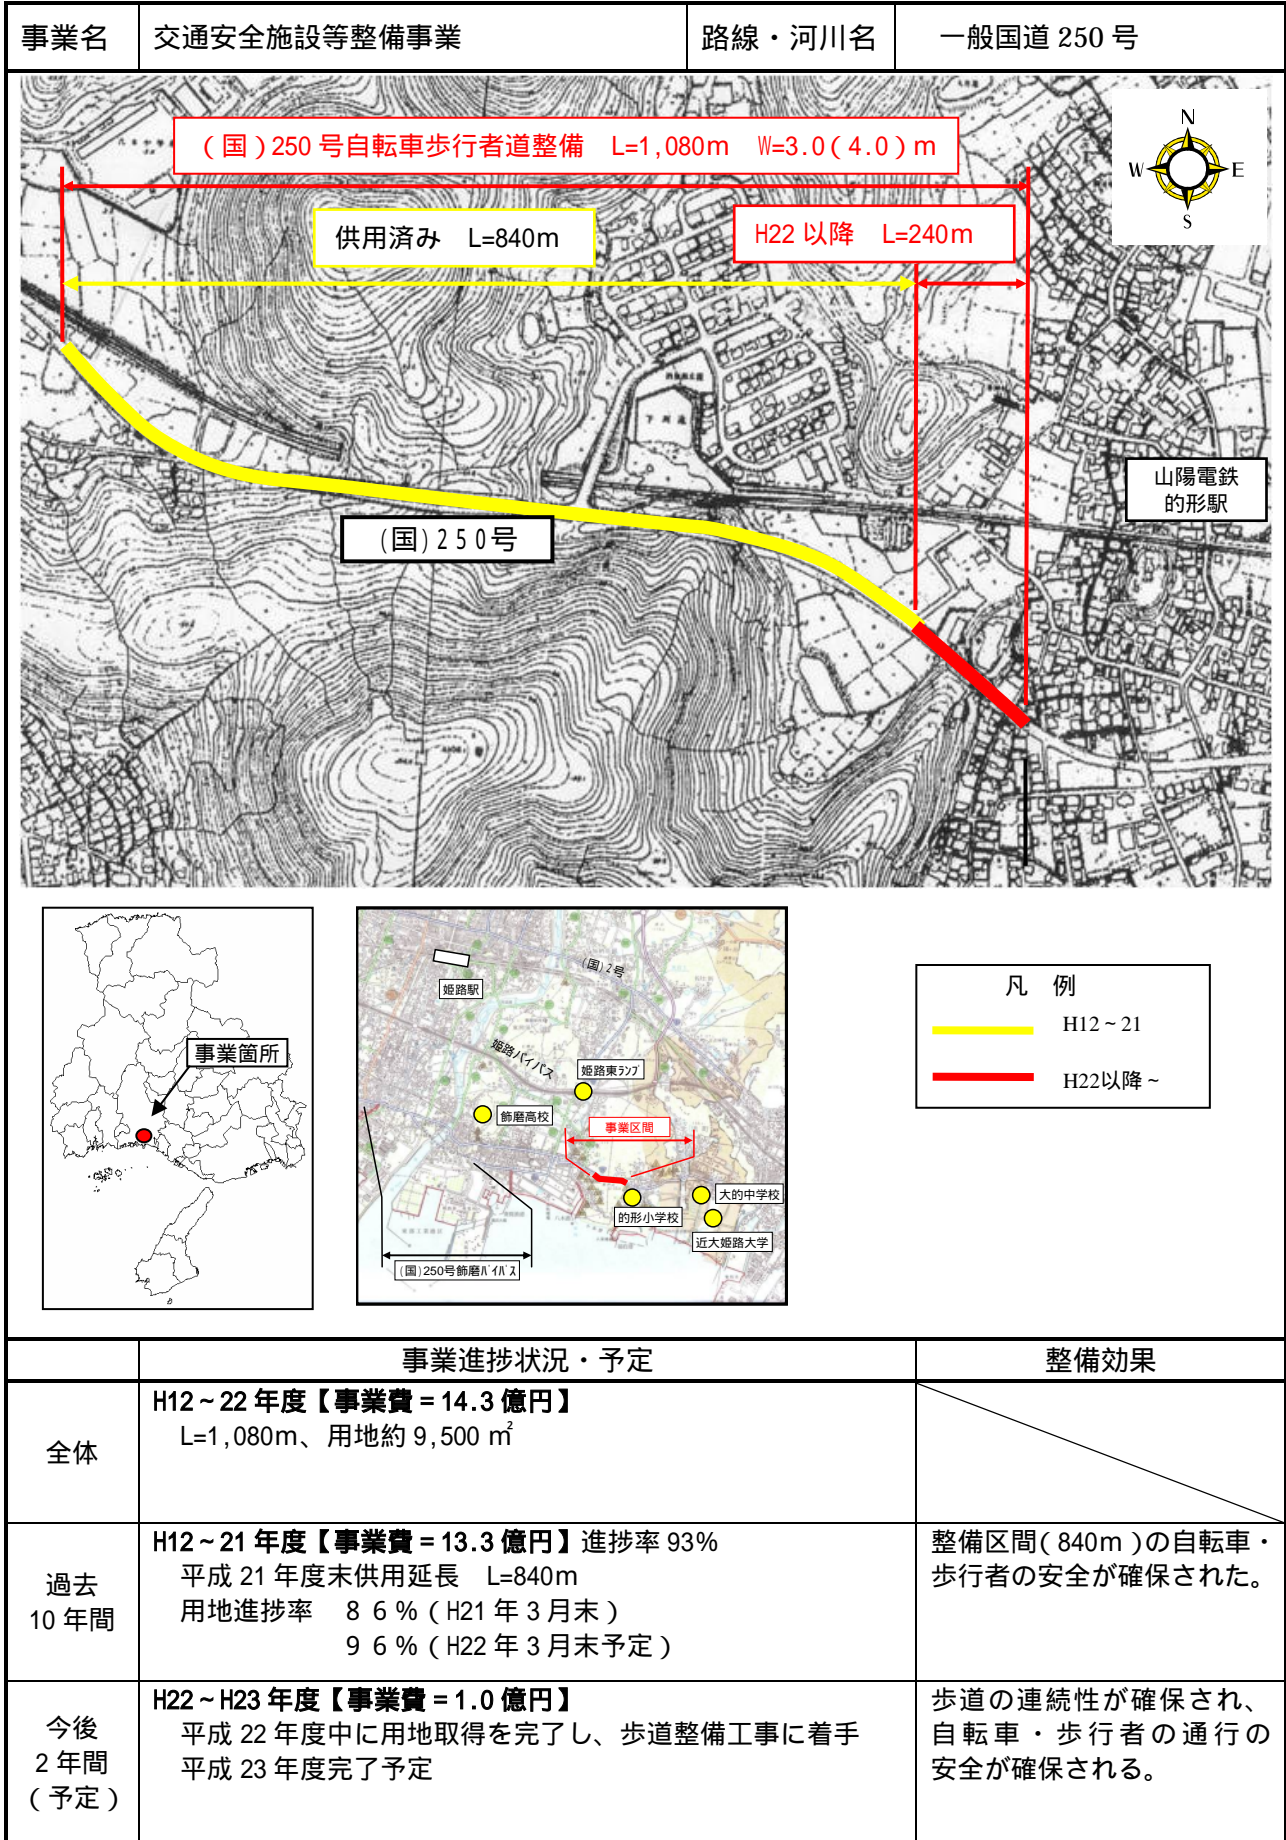 事業名 交通安全施設等整備事業 路線・河川名 一般国道 250 号
(国)250 号自転車歩行者道整備 L=1,080m W=3.0(4.0)m
N
W E
S
供用済み L=840m
H22 以降 L=240m
山陽電鉄
的形駅
(国)250号
事業箇所
(国)2号
姫路駅
姫路バイパス
姫路東ランプ
飾磨高校
事業区間
大的中学校
的形小学校
近大姫路大学
(国)250号飾磨バイパス
凡 例
H12~21
H22以降~
事業進捗状況・予定 整備効果
全体
H12~22 年度【事業費=14.3 億円】
L=1,080m、用地約 9,500 ㎡
過去
10 年間
H12~21 年度【事業費=13.3 億円】進捗率 93%
平成 21 年度末供用延長 L=840m
用地進捗率 86%(H21 年 3 月末)
96%(H22 年 3 月末予定)
整備区間(840m)の自転車・
歩行者の安全が確保された。
今後
2 年間
(予定)
H22~H23 年度【事業費=1.0 億円】
平成 22 年度中に用地取得を完了し、歩道整備工事に着手
平成 23 年度完了予定
歩道の連続性が確保され、
自転車・歩行者の通行の
安全が確保される。